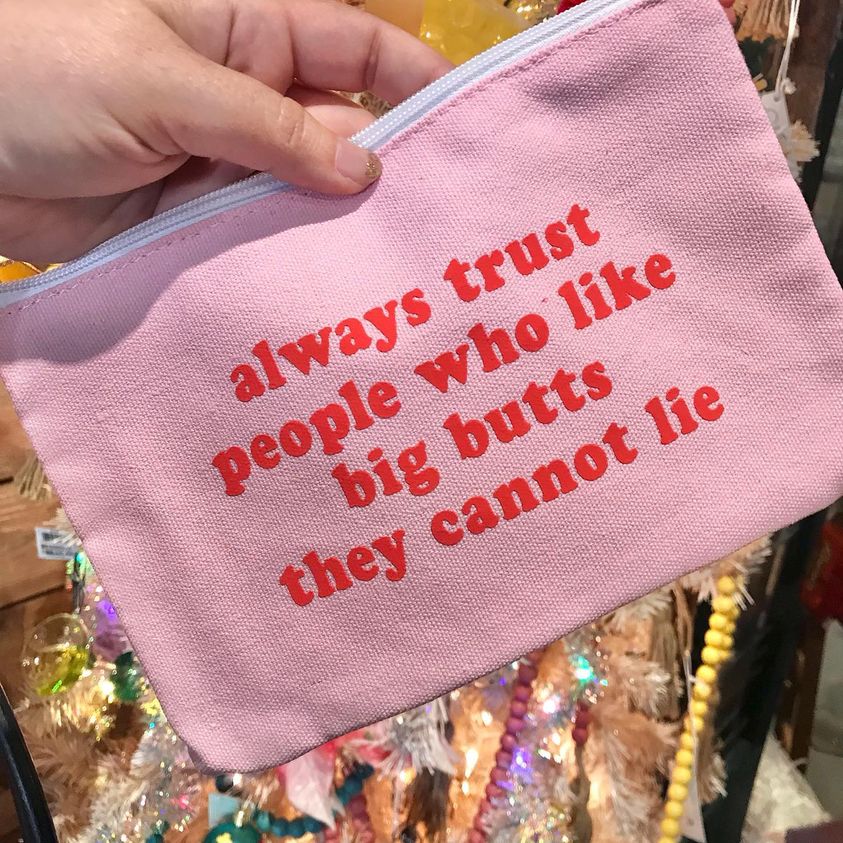 always trust
people who like
big butts
they cannot lie